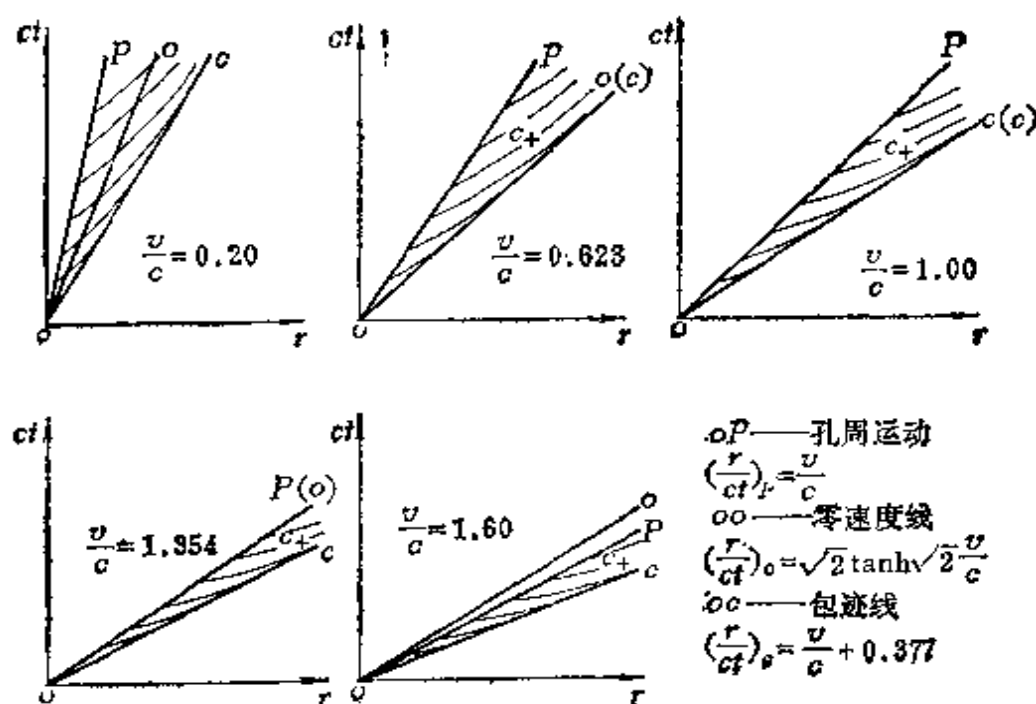 ct P o c
v/c = 0.20
o r
ct P o(c)
c₊
v/c = 0.623
o r
ct P
c(c)
c₊
v/c = 1.00
o r
ct P(o)
c₊ c
v/c = 1.354
o r
ct o
P
c₊ c
v/c = 1.60
o r
oP——孔周运动
(r/ct)ₚ = v/c
oo——零速度线
(r/ct)ₒ = √2 tanh √2 v/c
oc——包迹线
(r/ct) = v/c + 0.377